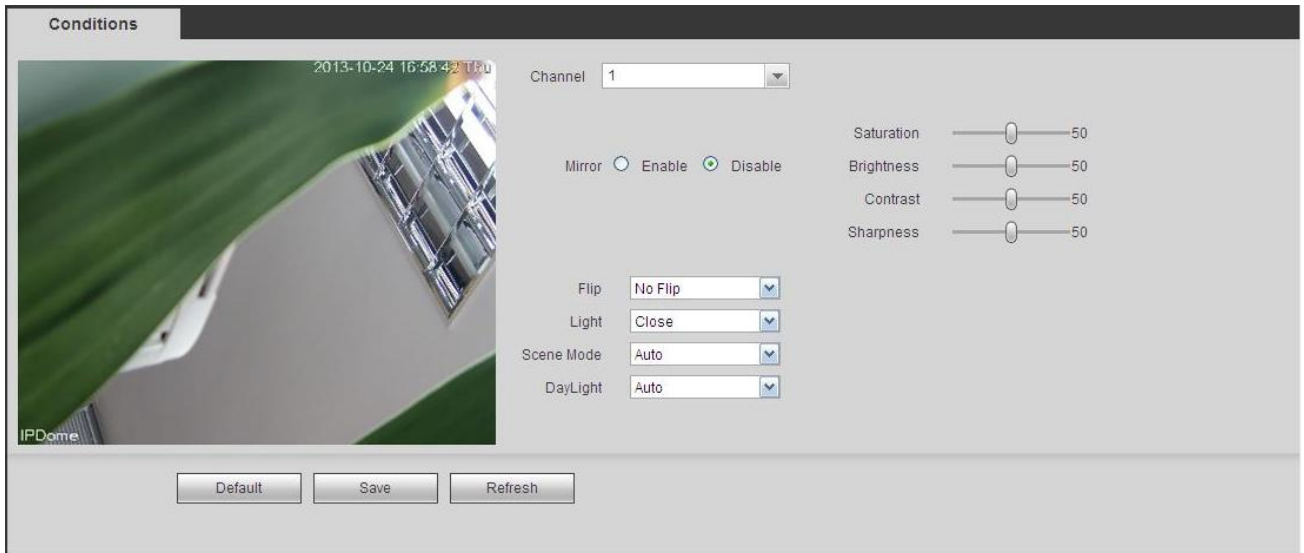 Conditions
2013-10-24 16:58:42 Thu
IPDome
Channel 1
Mirror Enable Disable
Saturation 50
Brightness 50
Contrast 50
Sharpness 50
Flip No Flip
Light Close
Scene Mode Auto
DayLight Auto
Default Save Refresh